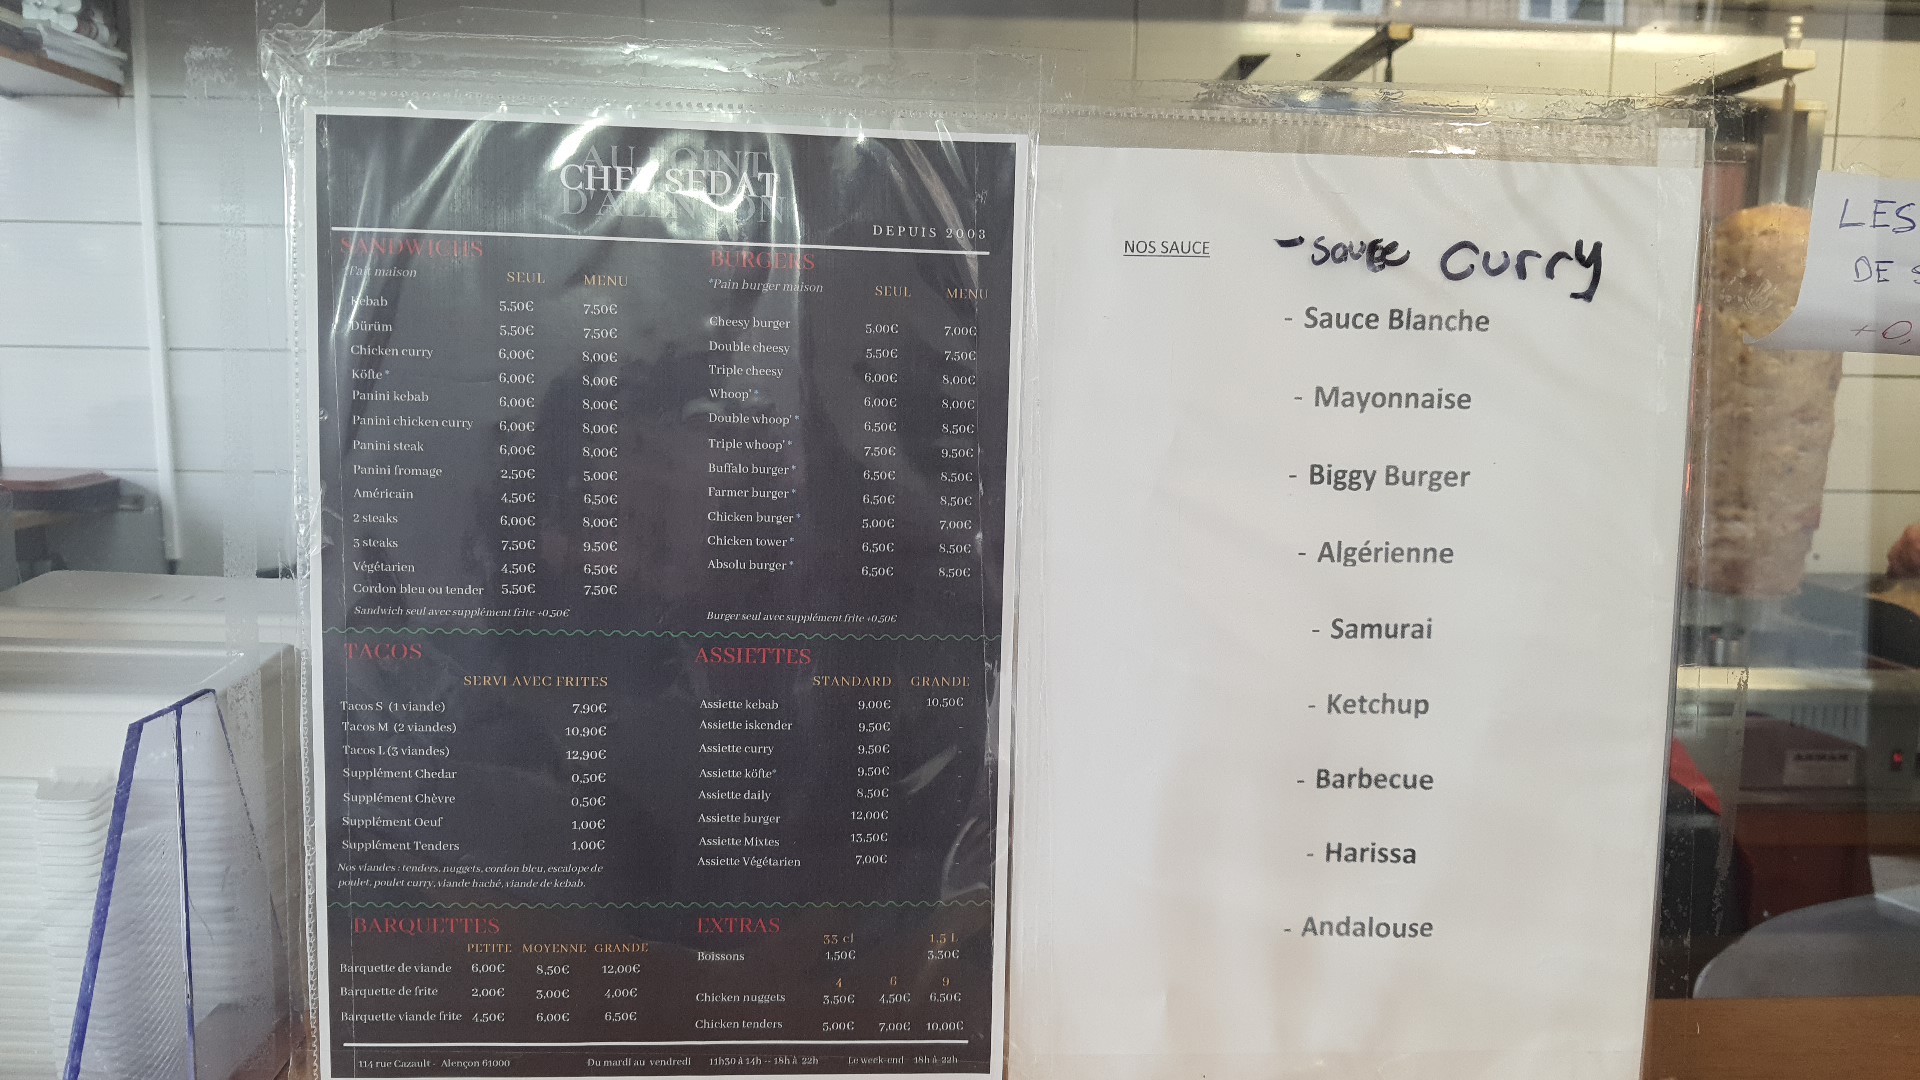 AU POINT
CHEZ SEDAT
D'ALENÇON
DEPUIS 2003
SANDWICHS
*Fait maison
SEUL MENU
Kebab 5,50€ 7,50€
Dürüm 5,50€ 7,50€
Chicken curry 6,00€ 8,00€
Köfte * 6,00€ 8,00€
Panini kebab 6,00€ 8,00€
Panini chicken curry 6,00€ 8,00€
Panini steak 6,00€ 8,00€
Panini fromage 2,50€ 5,00€
Américain 4,50€ 6,50€
2 steaks 6,00€ 8,00€
3 steaks 7,50€ 9,50€
Végétarien 4,50€ 6,50€
Cordon bleu ou tender 5,50€ 7,50€
Sandwich seul avec supplément frite +0,50€
BURGERS
*Pain burger maison
SEUL MENU
Cheesy burger 5,00€ 7,00€
Double cheesy 5,50€ 7,50€
Triple cheesy 6,00€ 8,00€
Whoop' * 6,00€ 8,00€
Double whoop' * 6,50€ 8,50€
Triple whoop' * 7,50€ 9,50€
Buffalo burger * 6,50€ 8,50€
Farmer burger * 6,50€ 8,50€
Chicken burger * 5,00€ 7,00€
Chicken tower * 6,50€ 8,50€
Absolu burger * 6,50€ 8,50€
Burger seul avec supplément frite +0,50€
TACOS
SERVI AVEC FRITES
Tacos S (1 viande) 7,90€
Tacos M (2 viandes) 10,90€
Tacos L (3 viandes) 12,90€
Supplément Chedar 0,50€
Supplément Chèvre 0,50€
Supplément Oeuf 1,00€
Supplément Tenders 1,00€
Nos viandes : tenders, nuggets, cordon bleu, escalope de
poulet, poulet curry, viande haché, viande de kebab.
ASSIETTES
STANDARD GRANDE
Assiette kebab 9,00€ 10,50€
Assiette iskender 9,50€ -
Assiette curry 9,50€ -
Assiette köfte* 9,50€ -
Assiette daily 8,50€ -
Assiette burger 12,00€ -
Assiette Mixtes 13,50€ -
Assiette Végétarien 7,00€ -
BARQUETTES
PETITE MOYENNE GRANDE
Barquette de viande 6,00€ 8,50€ 12,00€
Barquette de frite 2,00€ 3,00€ 4,00€
Barquette viande frite 4,50€ 6,00€ 6,50€
EXTRAS
33 cl 1,5 L
Boissons 1,50€ 3,50€
4 6 9
Chicken nuggets 3,50€ 4,50€ 6,50€
Chicken tenders 5,00€ 7,00€ 10,00€
114 rue Cazault - Alençon 61000 Du mardi au vendredi 11h30 à 14h -- 18h à 22h Le week-end 18h à 22h
NOS SAUCE
- SAUCE CURRY
- Sauce Blanche
- Mayonnaise
- Biggy Burger
- Algérienne
- Samurai
- Ketchup
- Barbecue
- Harissa
- Andalouse
LES
DE S
+0,